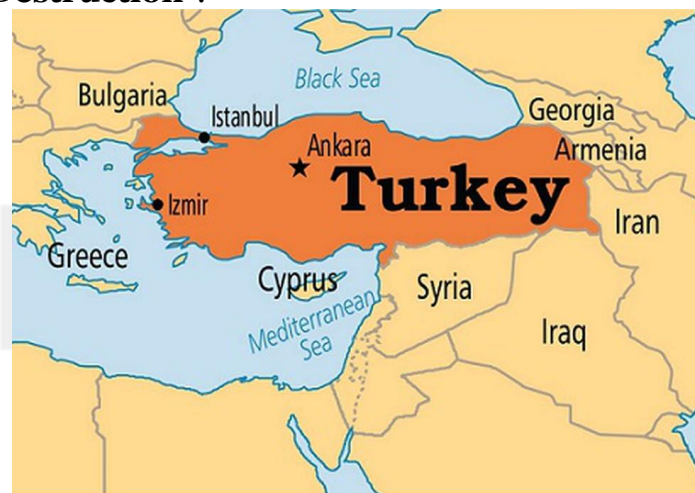 Black Sea
Bulgaria
Istanbul
Georgia
Ankara
Armenia
Turkey
Izmir
Iran
Greece
Cyprus
Syria
Mediterranean
Sea
Iraq